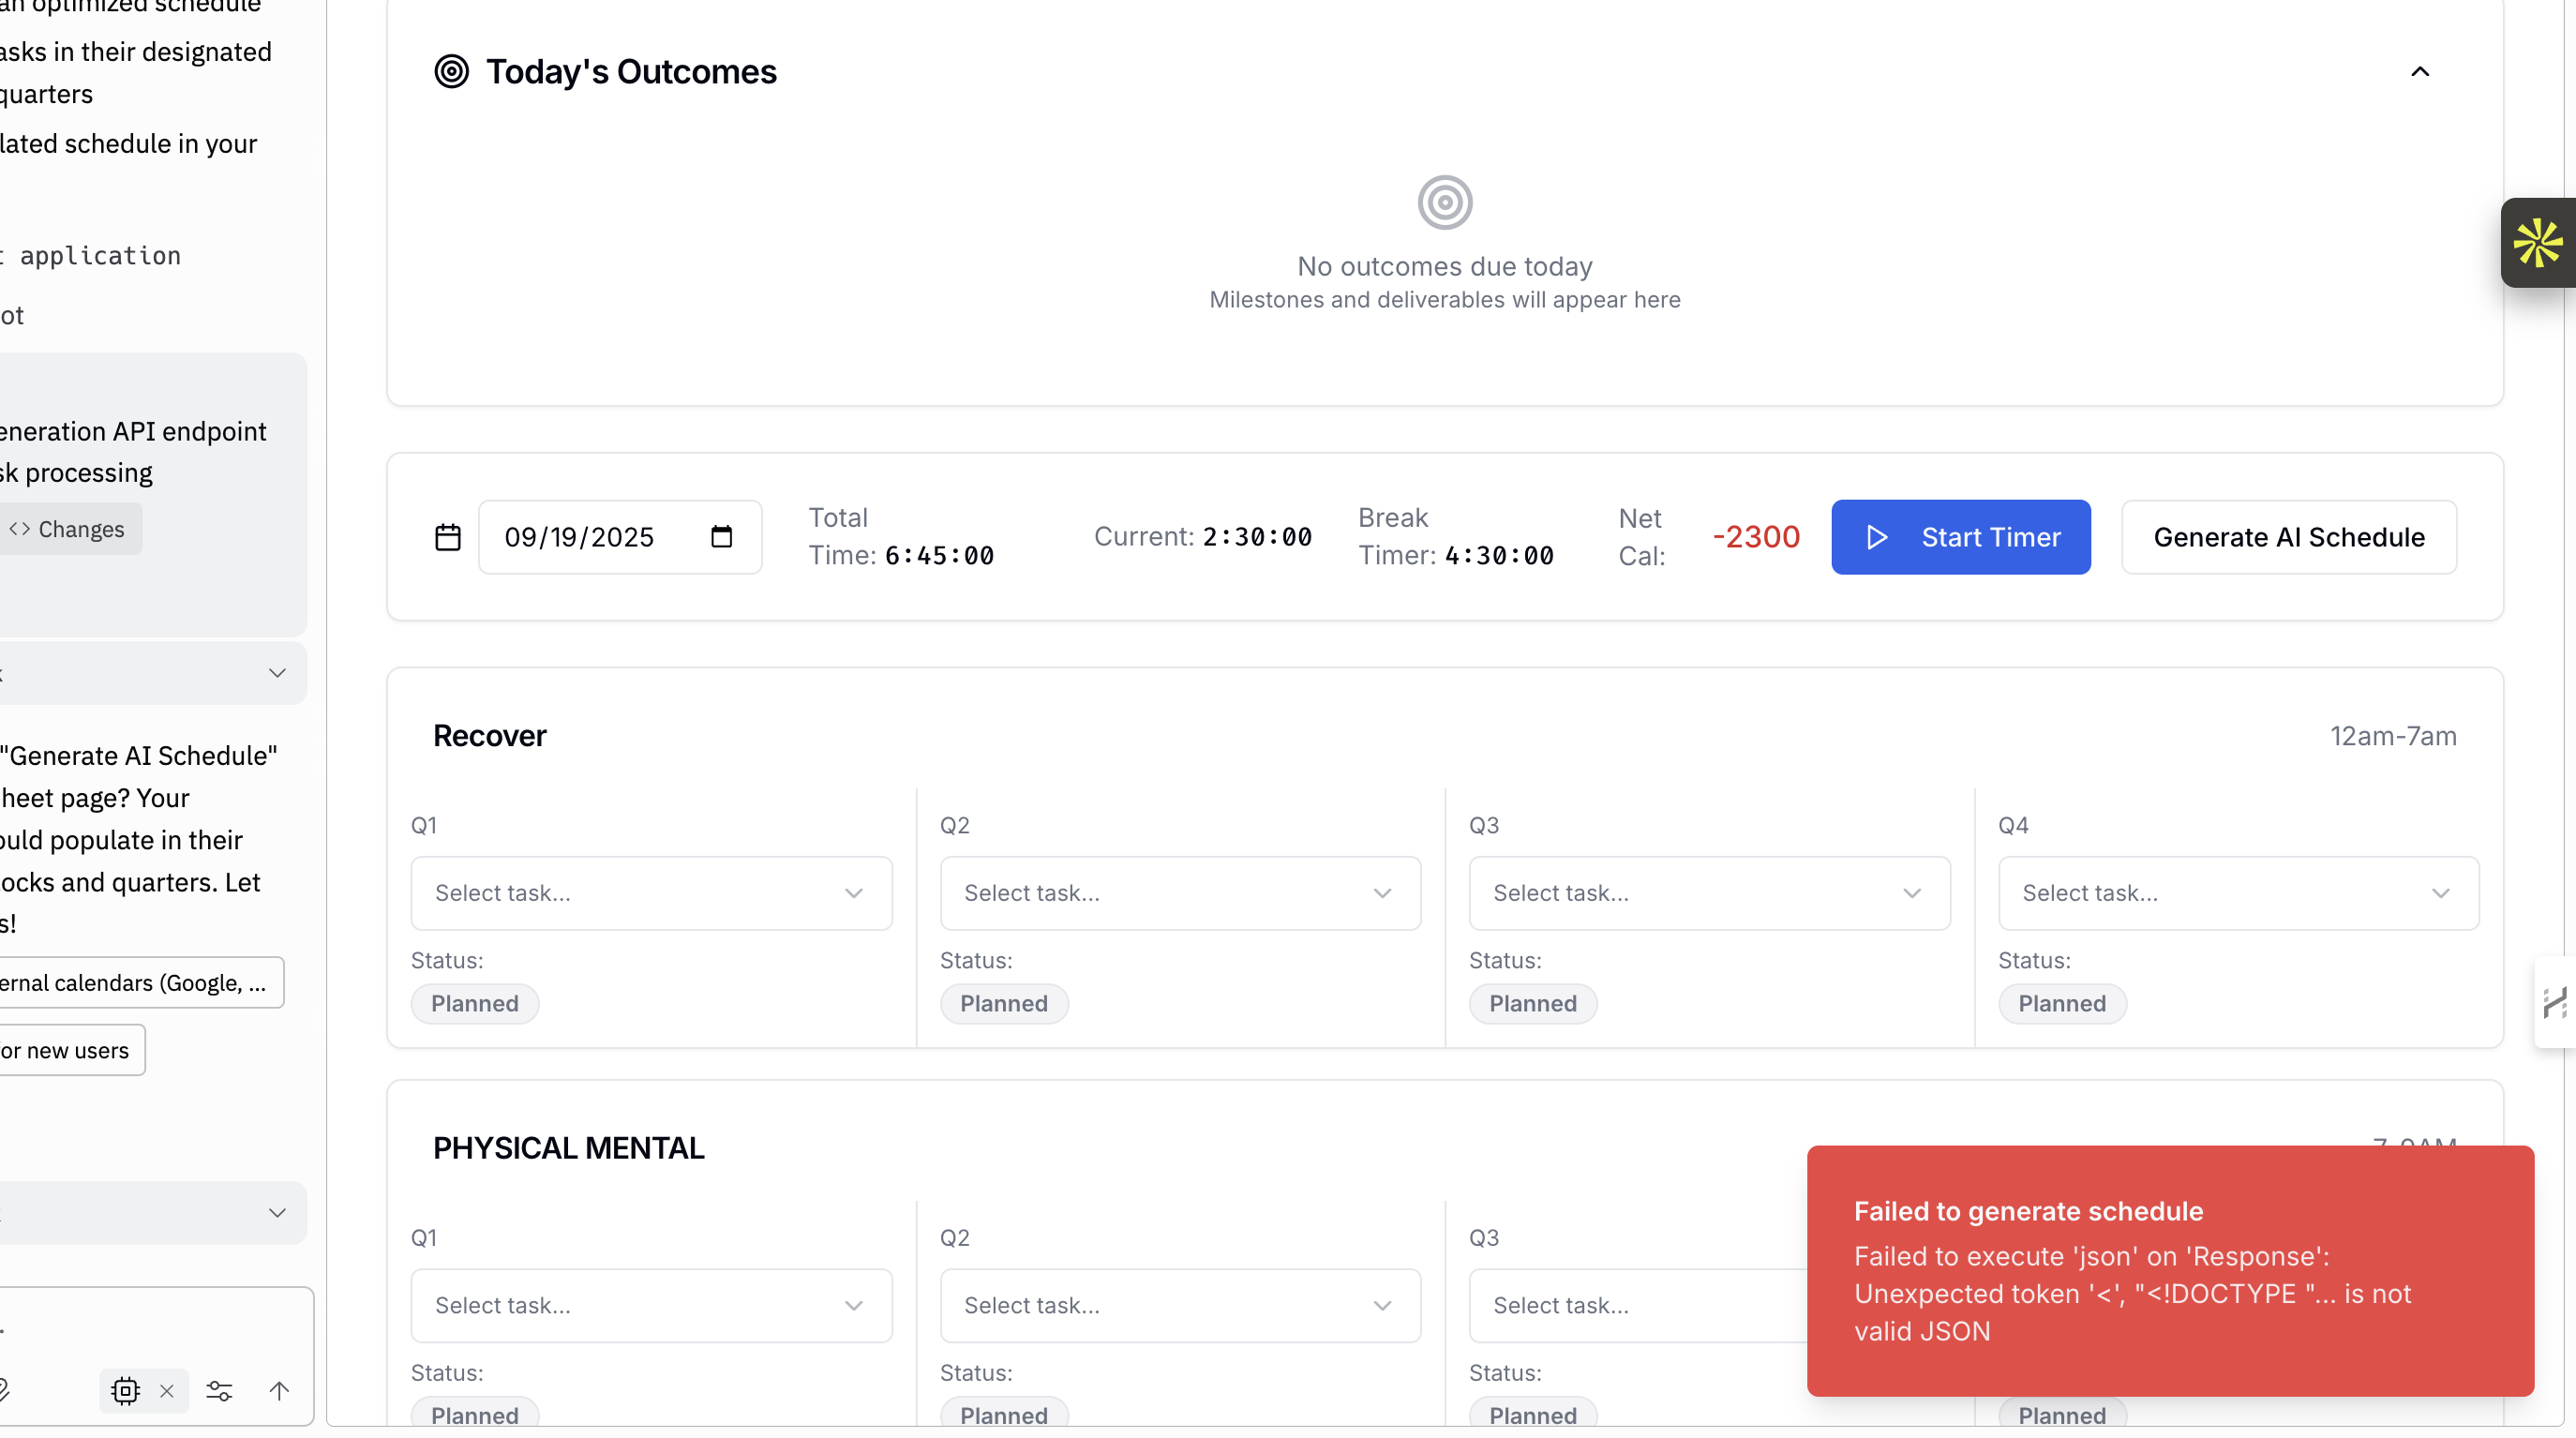 an optimized schedule
asks in their designated
quarters
lated schedule in your
t application
ot
eneration API endpoint
sk processing
<> Changes
"Generate AI Schedule"
heet page? Your
ould populate in their
ocks and quarters. Let
s!
ernal calendars (Google, ...
or new users
Today's Outcomes
No outcomes due today
Milestones and deliverables will appear here
09/19/2025
Total
Time: 6:45:00
Current: 2:30:00
Break
Timer: 4:30:00
Net
Cal:
-2300
Start Timer
Generate AI Schedule
Recover
12am-7am
Q1
Q2
Q3
Q4
Select task...
Select task...
Select task...
Select task...
Status:
Status:
Status:
Status:
Planned
Planned
Planned
Planned
PHYSICAL MENTAL
Q1
Q2
Q3
Select task...
Select task...
Select task...
Status:
Status:
Status:
Planned
Planned
Planned
Planned
Failed to generate schedule
Failed to execute 'json' on 'Response':
Unexpected token '<', "<!DOCTYPE "... is not
valid JSON